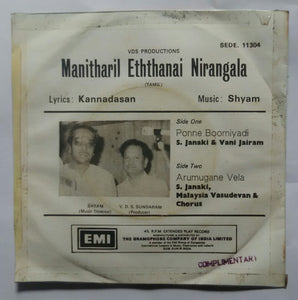 VDS PRODUCTIONS
SEDE. 11304
Manitharil Eththanai Nirangala
(TAMIL)
Lyrics: Kannadasan Music: Shyam
Side One
Ponne Boomiyadi
S. Janaki & Vani Jairam
Side Two
Arumugane Vela
S. Janaki,
Malaysia Vasudevan &
Chorus
SHYAM
(Music Director)
V. D. S. SUNDARAM
(Producer)
EMI
45 R.P.M. EXTENDED PLAY RECORD
THE GRAMOPHONE COMPANY OF INDIA LIMITED
COMPLIMENTARY